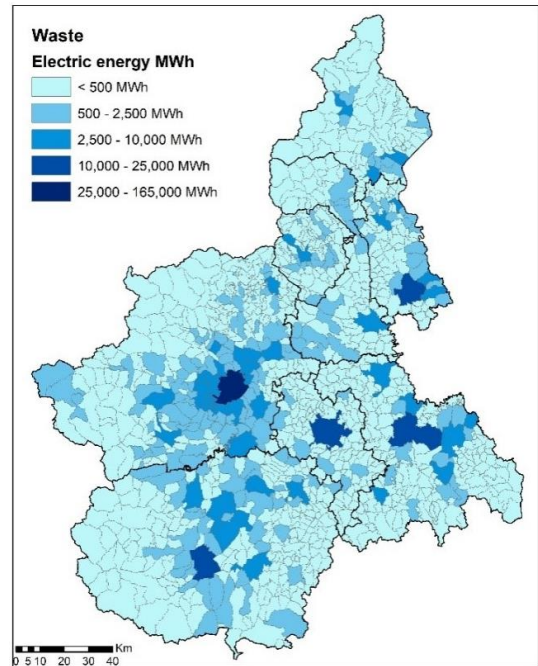 Waste
Electric energy MWh
< 500 MWh
500 - 2,500 MWh
2,500 - 10,000 MWh
10,000 - 25,000 MWh
25,000 - 165,000 MWh
Km
0 5 10 20 30 40